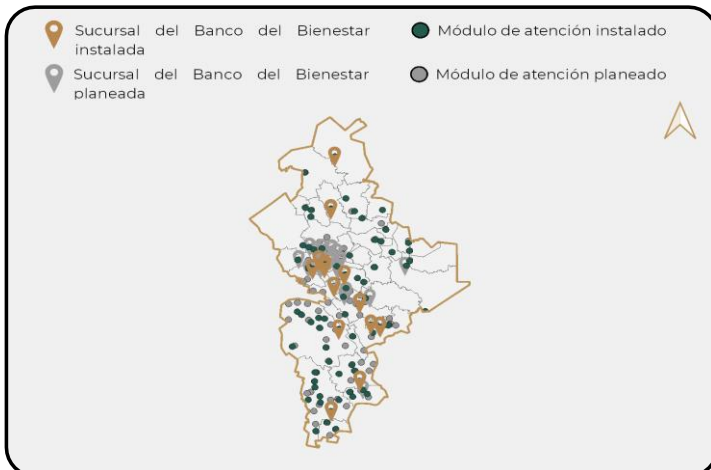 Sucursal del Banco del Bienestar
instalada
Módulo de atención instalado
Sucursal del Banco del Bienestar
planeada
Módulo de atención planeado